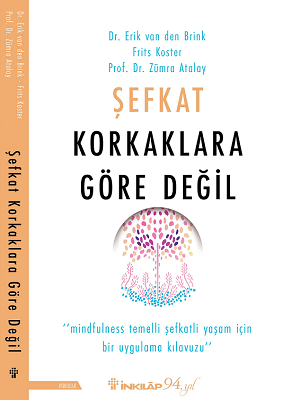 Dr. Erik van den Brink
Frits Koster
Prof. Dr. Zümra Atalay
ŞEFKAT
KORKAKLARA
GÖRE DEĞİL
''mindfulness temelli şefkatli yaşam için
bir uygulama kılavuzu''
İNKILÂP 94.yıl
Dr. Erik van den Brink - Frits Koster
Prof. Dr. Zümra Atalay
Şefkat Korkaklara Göre Değil